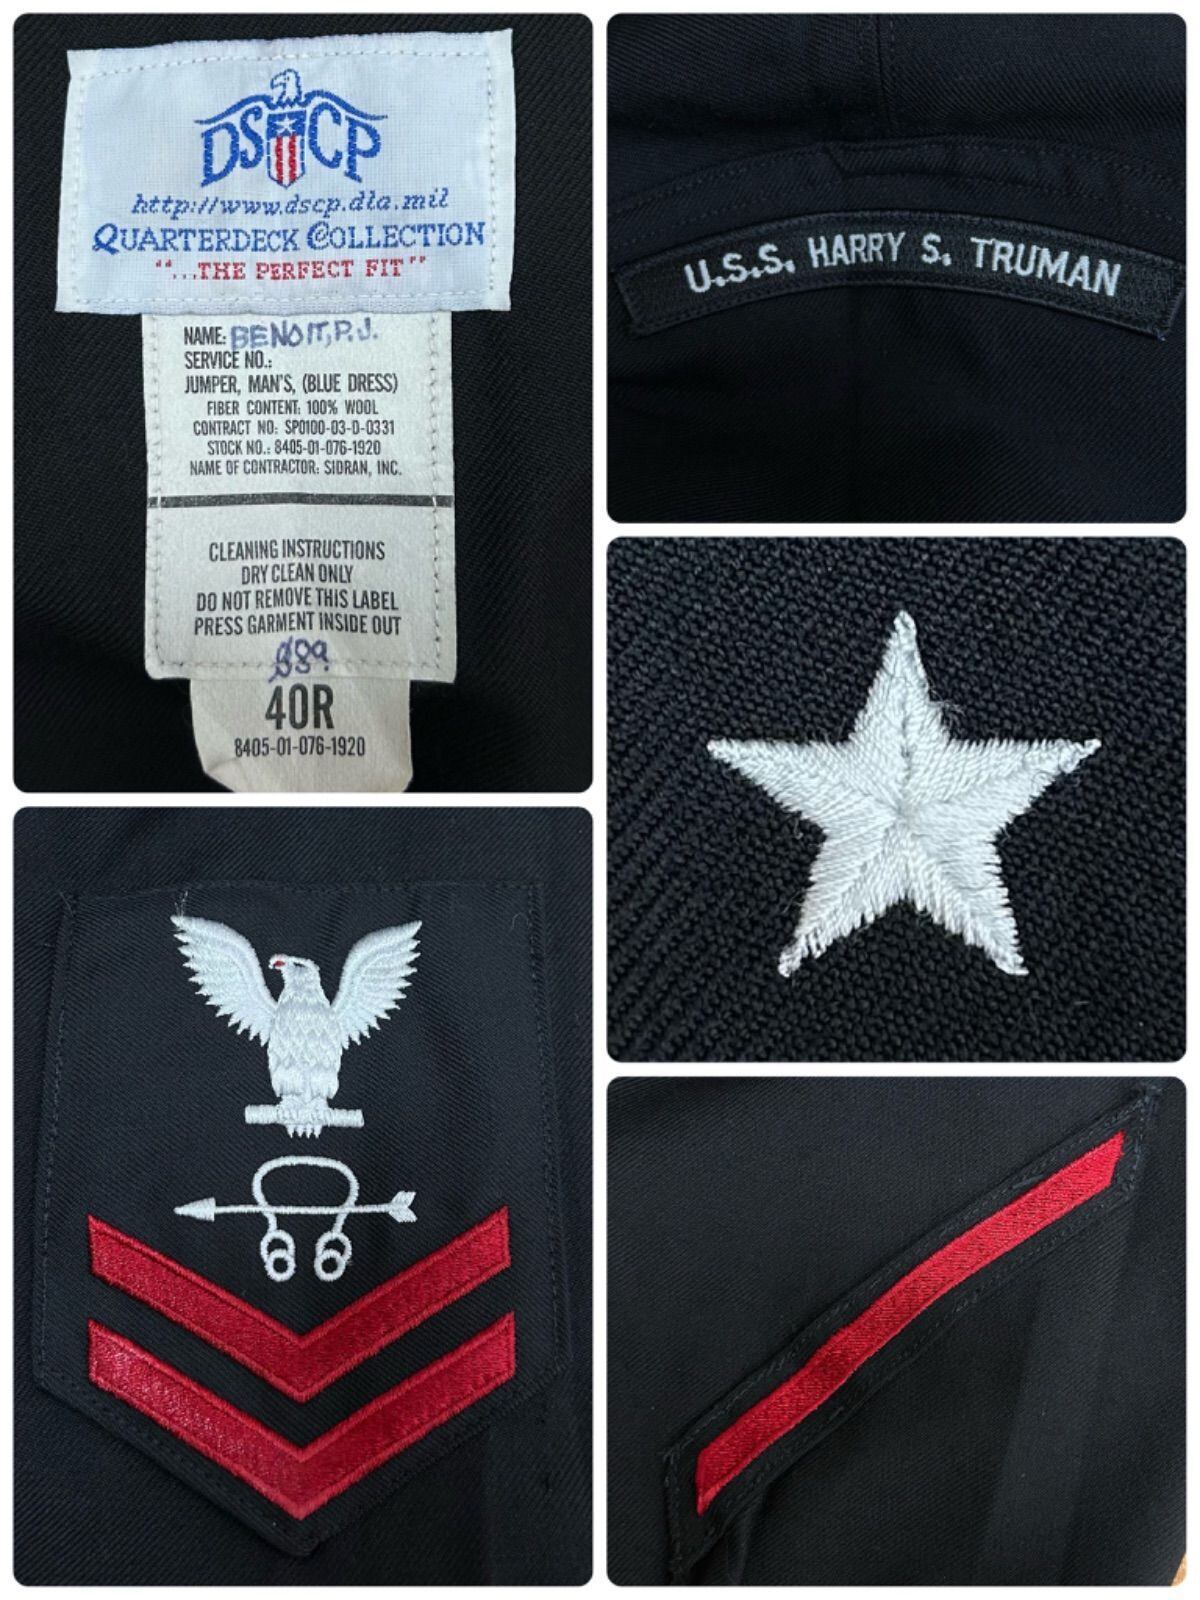 DSCP
http://www.dscp.dla.mil
QUARTERDECK COLLECTION
"...THE PERFECT FIT"
NAME: BENOIT, P.J.
SERVICE NO.:
JUMPER, MAN'S, (BLUE DRESS)
FIBER CONTENT: 100% WOOL
CONTRACT NO: SP0100-03-D-0331
STOCK NO.: 8405-01-076-1920
NAME OF CONTRACTOR: SIDRAN, INC.
CLEANING INSTRUCTIONS
DRY CLEAN ONLY
DO NOT REMOVE THIS LABEL
PRESS GARMENT INSIDE OUT
40R
8405-01-076-1920
U.S.S. HARRY S. TRUMAN